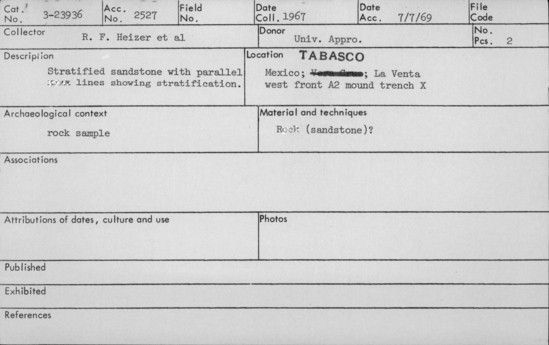 Cat.# No. 3-23936 Acc. No. 2527 Field No. Date Coll. 1967 Date Acc. 7/7/69 File Code
Collector R. F. Heizer et al Donor Univ. Appro. No. Pcs. 2
Description Location TABASCO
Stratified sandstone with parallel Mexico; ; La Venta
lines showing stratification. west front A2 mound trench X
Archaeological context Material and techniques
rock sample Rock (sandstone)?
Associations
Attributions of dates, culture and use Photos
Published
Exhibited
References